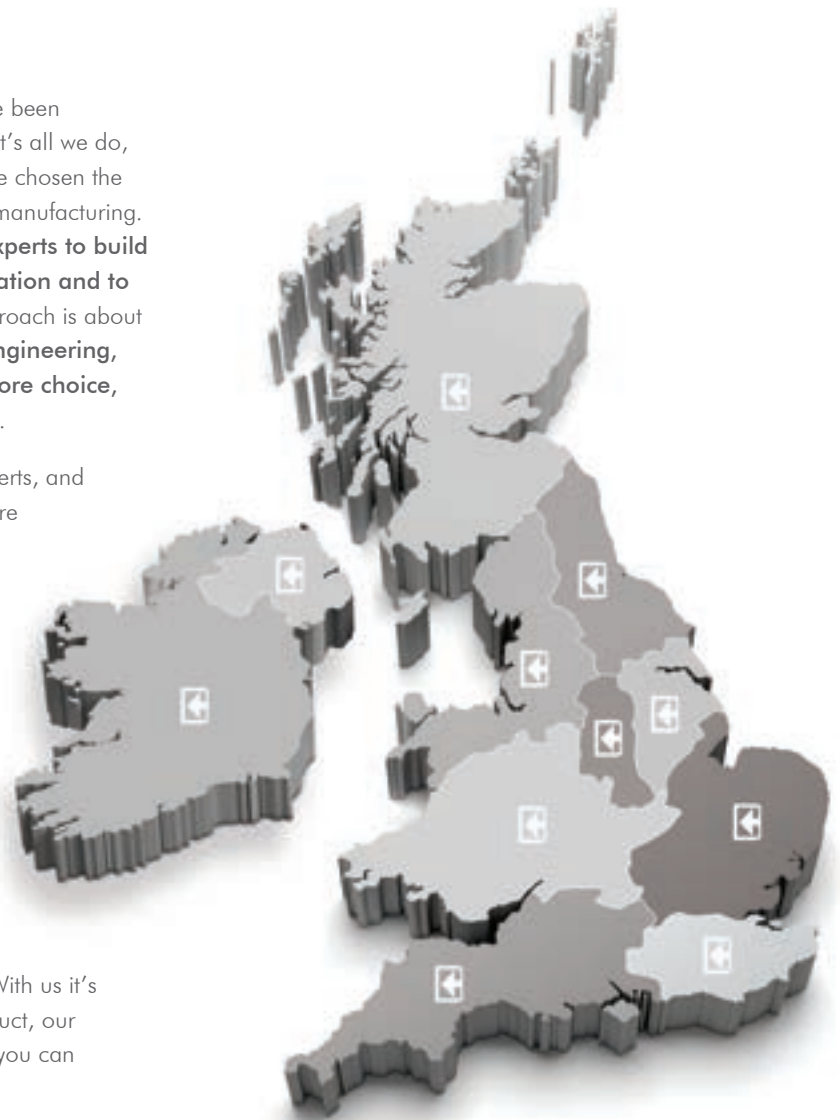 been
t's all we do,
e chosen the
manufacturing.
xperts to build
ation and to
roach is about
ngineering,
ore choice,
.
erts, and
re
With us it's
uct, our
you can